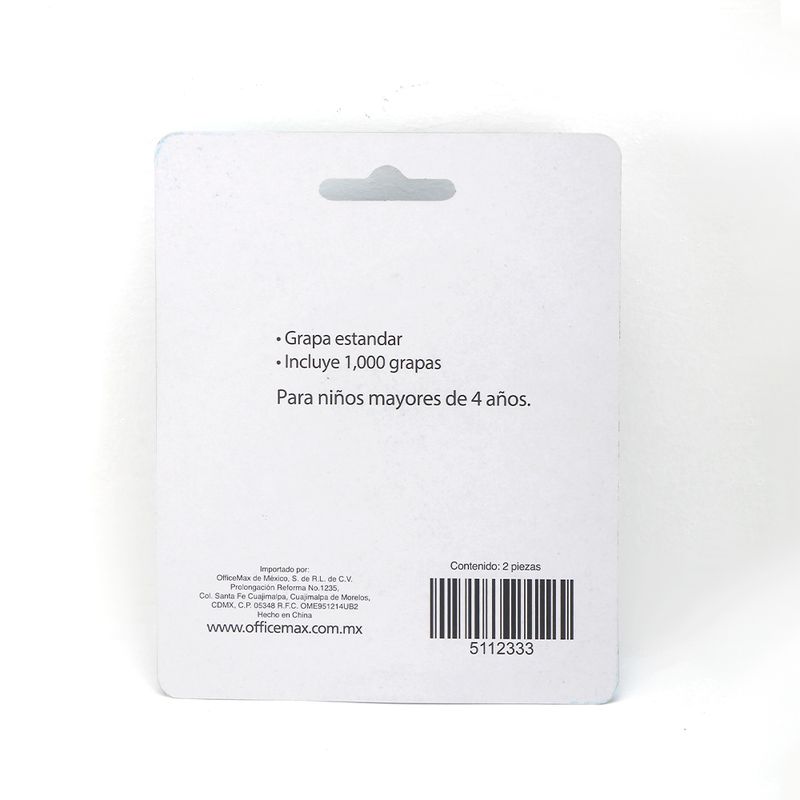 • Grapa estandar
• Incluye 1,000 grapas
Para niños mayores de 4 años.
Importado por:
OfficeMax de México, S. de R.L. de C.V.
Prolongación Reforma No.1235,
Col. Santa Fe Cuajimalpa, Cuajimalpa de Morelos,
CDMX, C.P. 05348 R.F.C. OME951214UB2
Hecho en China
www.officemax.com.mx
Contenido: 2 piezas
5112333